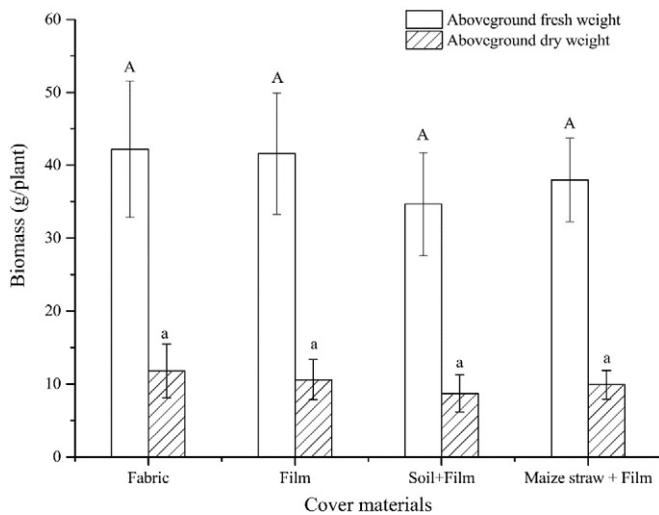 60
50
40
30
20
10
0
Biomass (g/plant)
Aboveground fresh weight
Aboveground dry weight
A
A
A
A
a
a
a
a
Fabric
Film
Soil+Film
Maize straw + Film
Cover materials